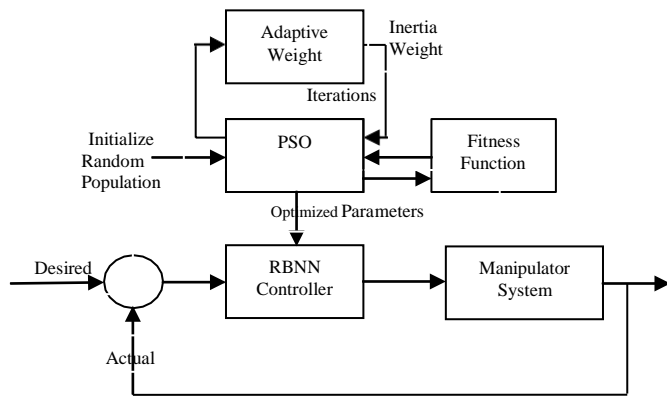 Adaptive
Weight
Inertia
Weight
Iterations
Initialize
Random
Population
PSO
Fitness
Function
Optimized Parameters
Desired
RBNN
Controller
Manipulator
System
Actual